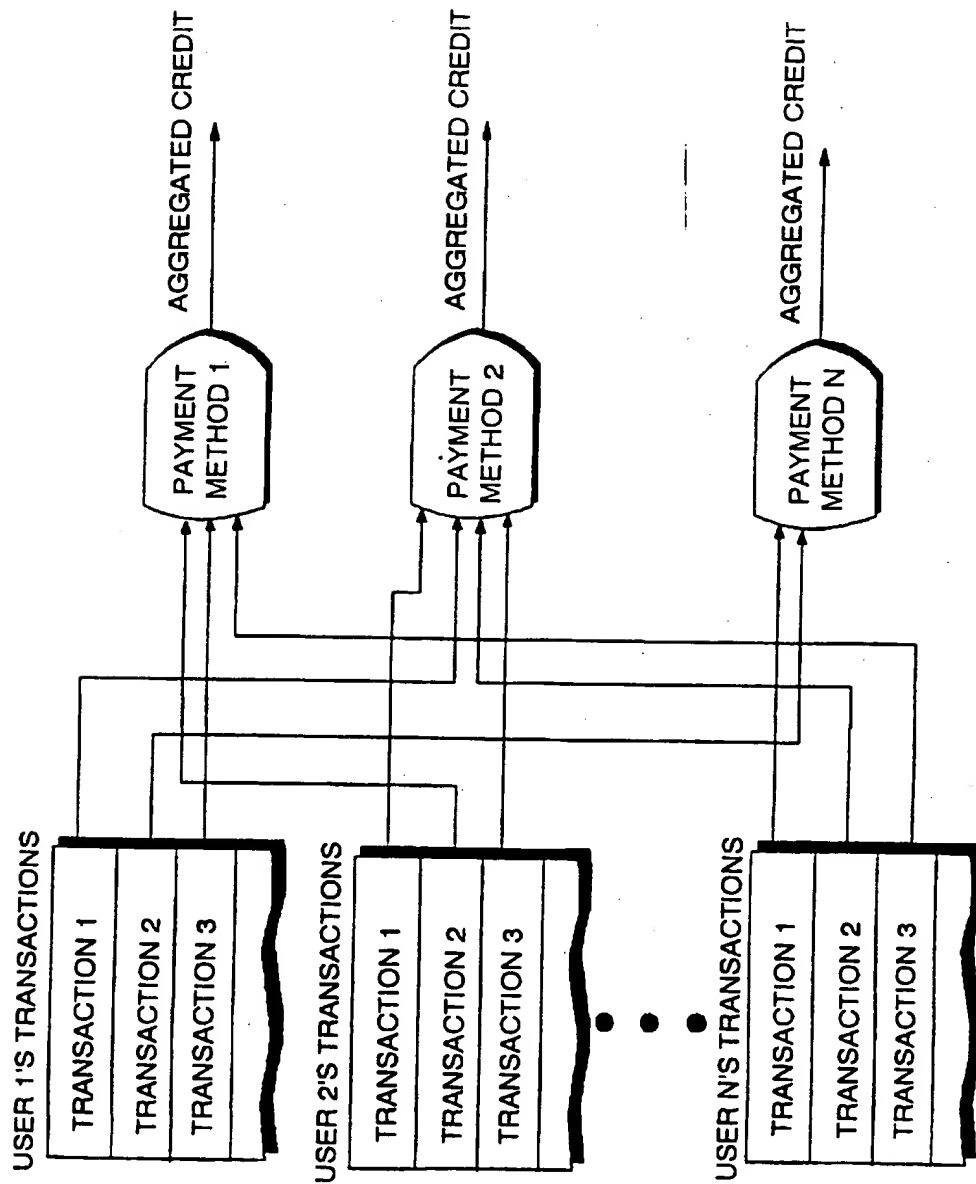 USER 1'S TRANSACTIONS
TRANSACTION 1
TRANSACTION 2
TRANSACTION 3
USER 2'S TRANSACTIONS
TRANSACTION 1
TRANSACTION 2
TRANSACTION 3
USER N'S TRANSACTIONS
TRANSACTION 1
TRANSACTION 2
TRANSACTION 3
PAYMENT
METHOD 1
PAYMENT
METHOD 2
PAYMENT
METHOD N
AGGREGATED CREDIT
AGGREGATED CREDIT
AGGREGATED CREDIT